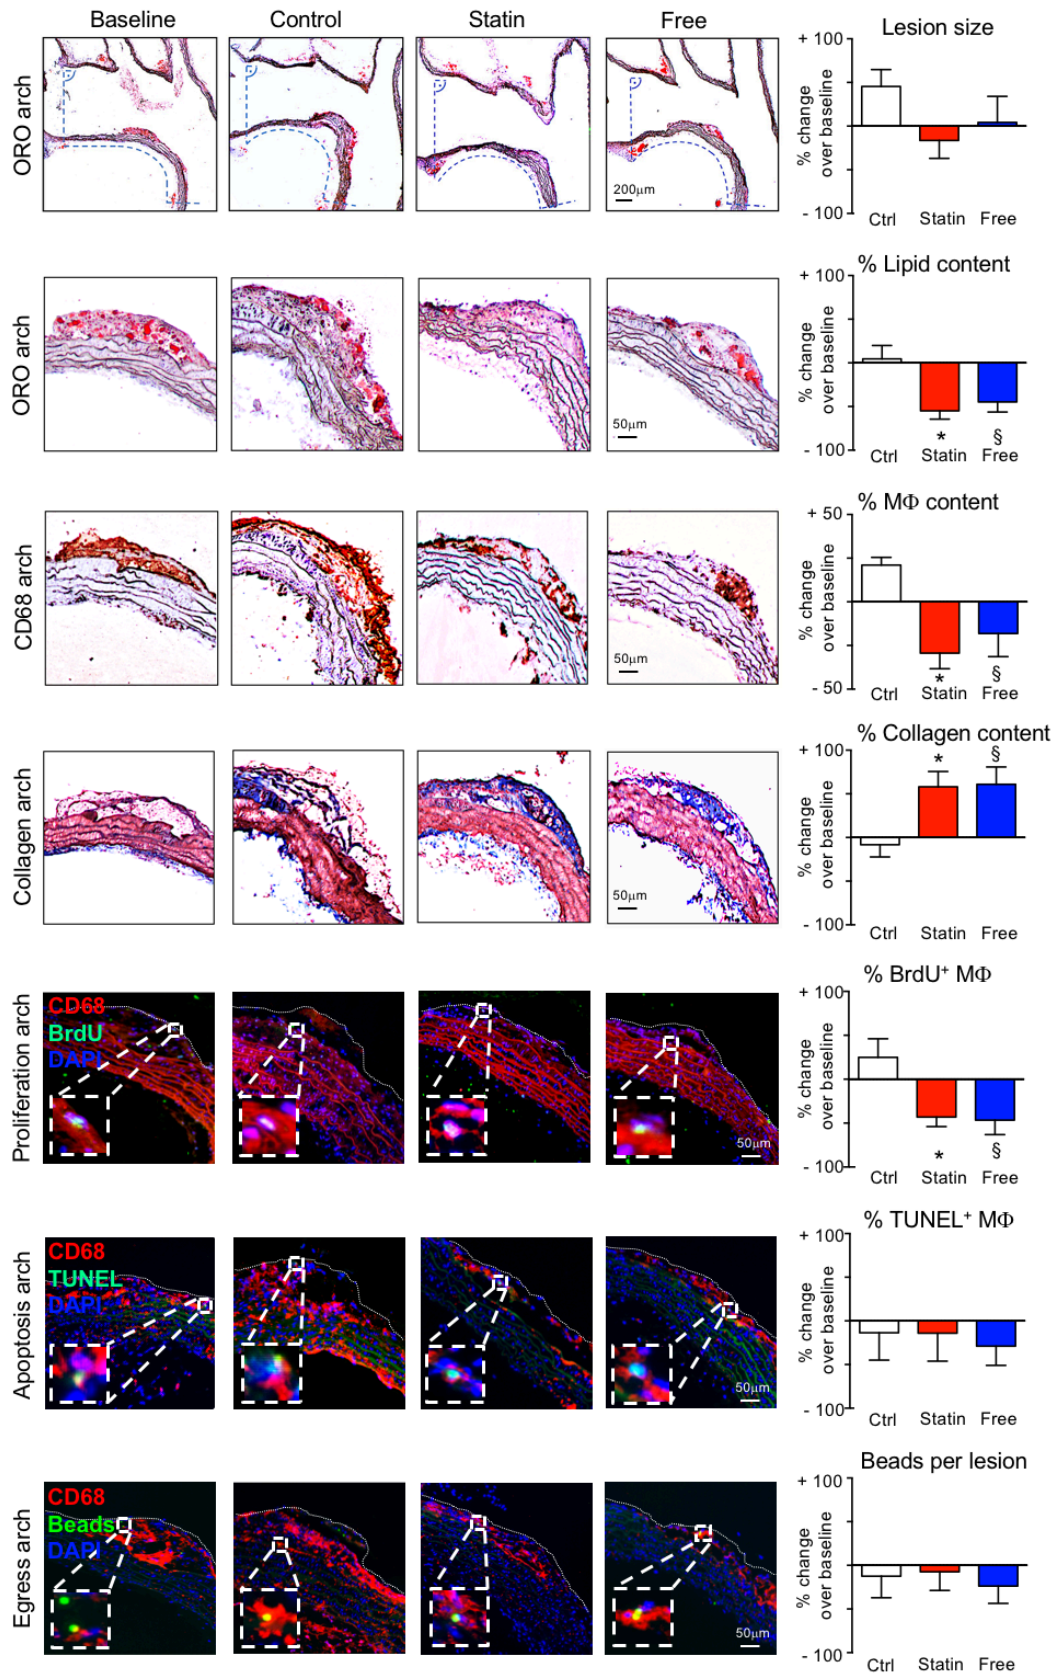 Baseline Control Statin Free
ORO arch
200μm
Lesion size
% change
over baseline
+ 100
- 100
Ctrl Statin Free
ORO arch
50μm
% Lipid content
% change
over baseline
+ 100
- 100
* §
Ctrl Statin Free
CD68 arch
50μm
% MΦ content
% change
over baseline
+ 50
- 50
* §
Ctrl Statin Free
Collagen arch
50μm
% Collagen content
% change
over baseline
+ 100
- 100
* §
Ctrl Statin Free
Proliferation arch
CD68
BrdU
DAPI
50μm
% BrdU⁺ MΦ
% change
over baseline
+ 100
- 100
* §
Ctrl Statin Free
Apoptosis arch
CD68
TUNEL
DAPI
50μm
% TUNEL⁺ MΦ
% change
over baseline
+ 100
- 100
Ctrl Statin Free
Egress arch
CD68
Beads
DAPI
50μm
Beads per lesion
% change
over baseline
+ 100
- 100
Ctrl Statin Free